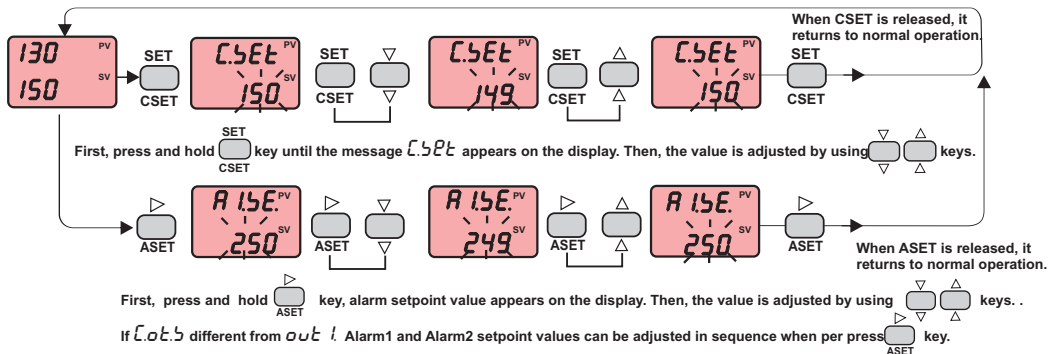 When CSET is released, it
returns to normal operation.
130 PV
150 SV
SET
CSET
C.SEt PV
150 SV
SET
CSET
C.SEt PV
149 SV
SET
CSET
C.SEt PV
150 SV
SET
CSET
First, press and hold SET CSET key until the message C.SEt appears on the display. Then, the value is adjusted by using keys.
ASET
A1.SE. PV
250 SV
ASET
A1.SE. PV
249 SV
ASET
A1.SE. PV
250 SV
ASET
When ASET is released, it
returns to normal operation.
First, press and hold ASET key, alarm setpoint value appears on the display. Then, the value is adjusted by using keys. .
If C.ot.S different from out 1. Alarm1 and Alarm2 setpoint values can be adjusted in sequence when per press ASET key.